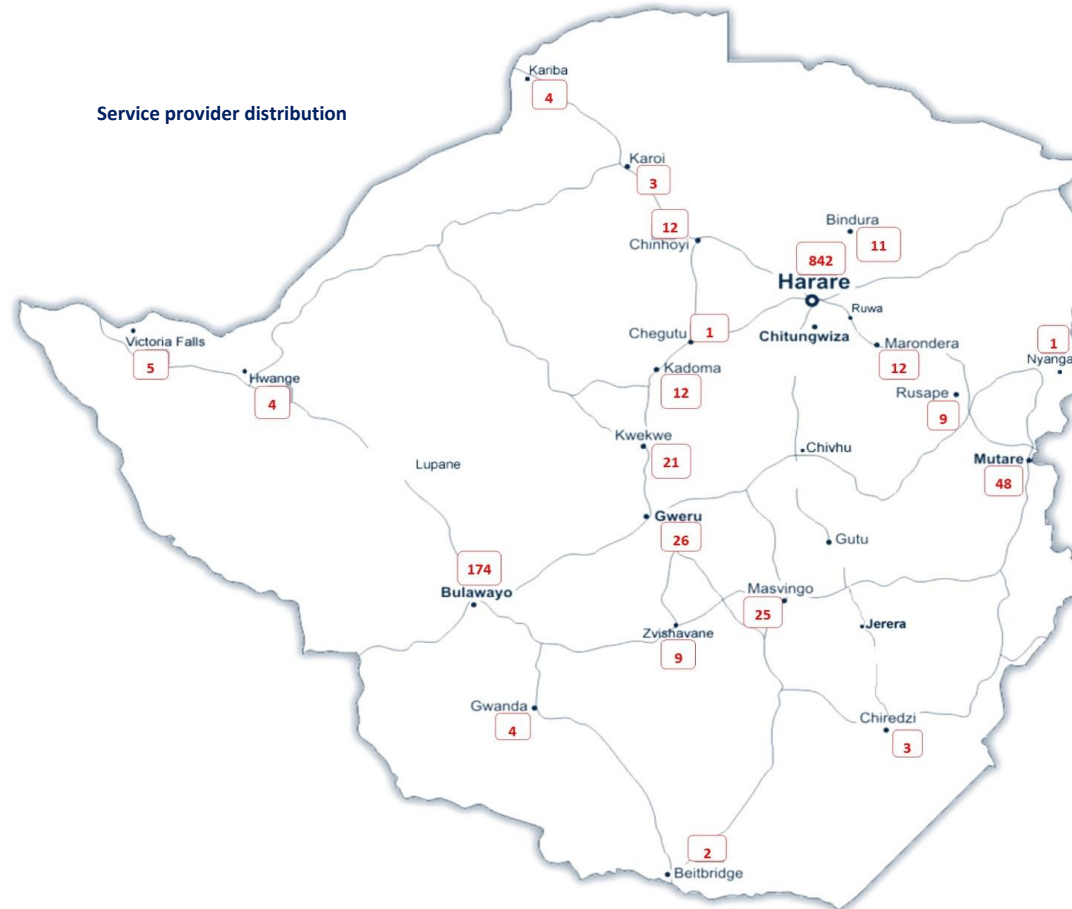 Kariba
4
Service provider distribution
Karoi
3
12
Chinhoyi
Bindura
11
842
Harare
Ruwa
Chitungwiza
Chegutu
1
Marondera
12
1
Nyanga
Victoria Falls
5
Hwange
4
Kadoma
12
Rusape
9
Kwekwe
21
Chivhu
Lupane
Mutare
48
Gweru
26
Gutu
174
Bulawayo
Masvingo
25
Zvishavane
9
Jerera
Gwanda
4
Chiredzi
3
2
Beitbridge